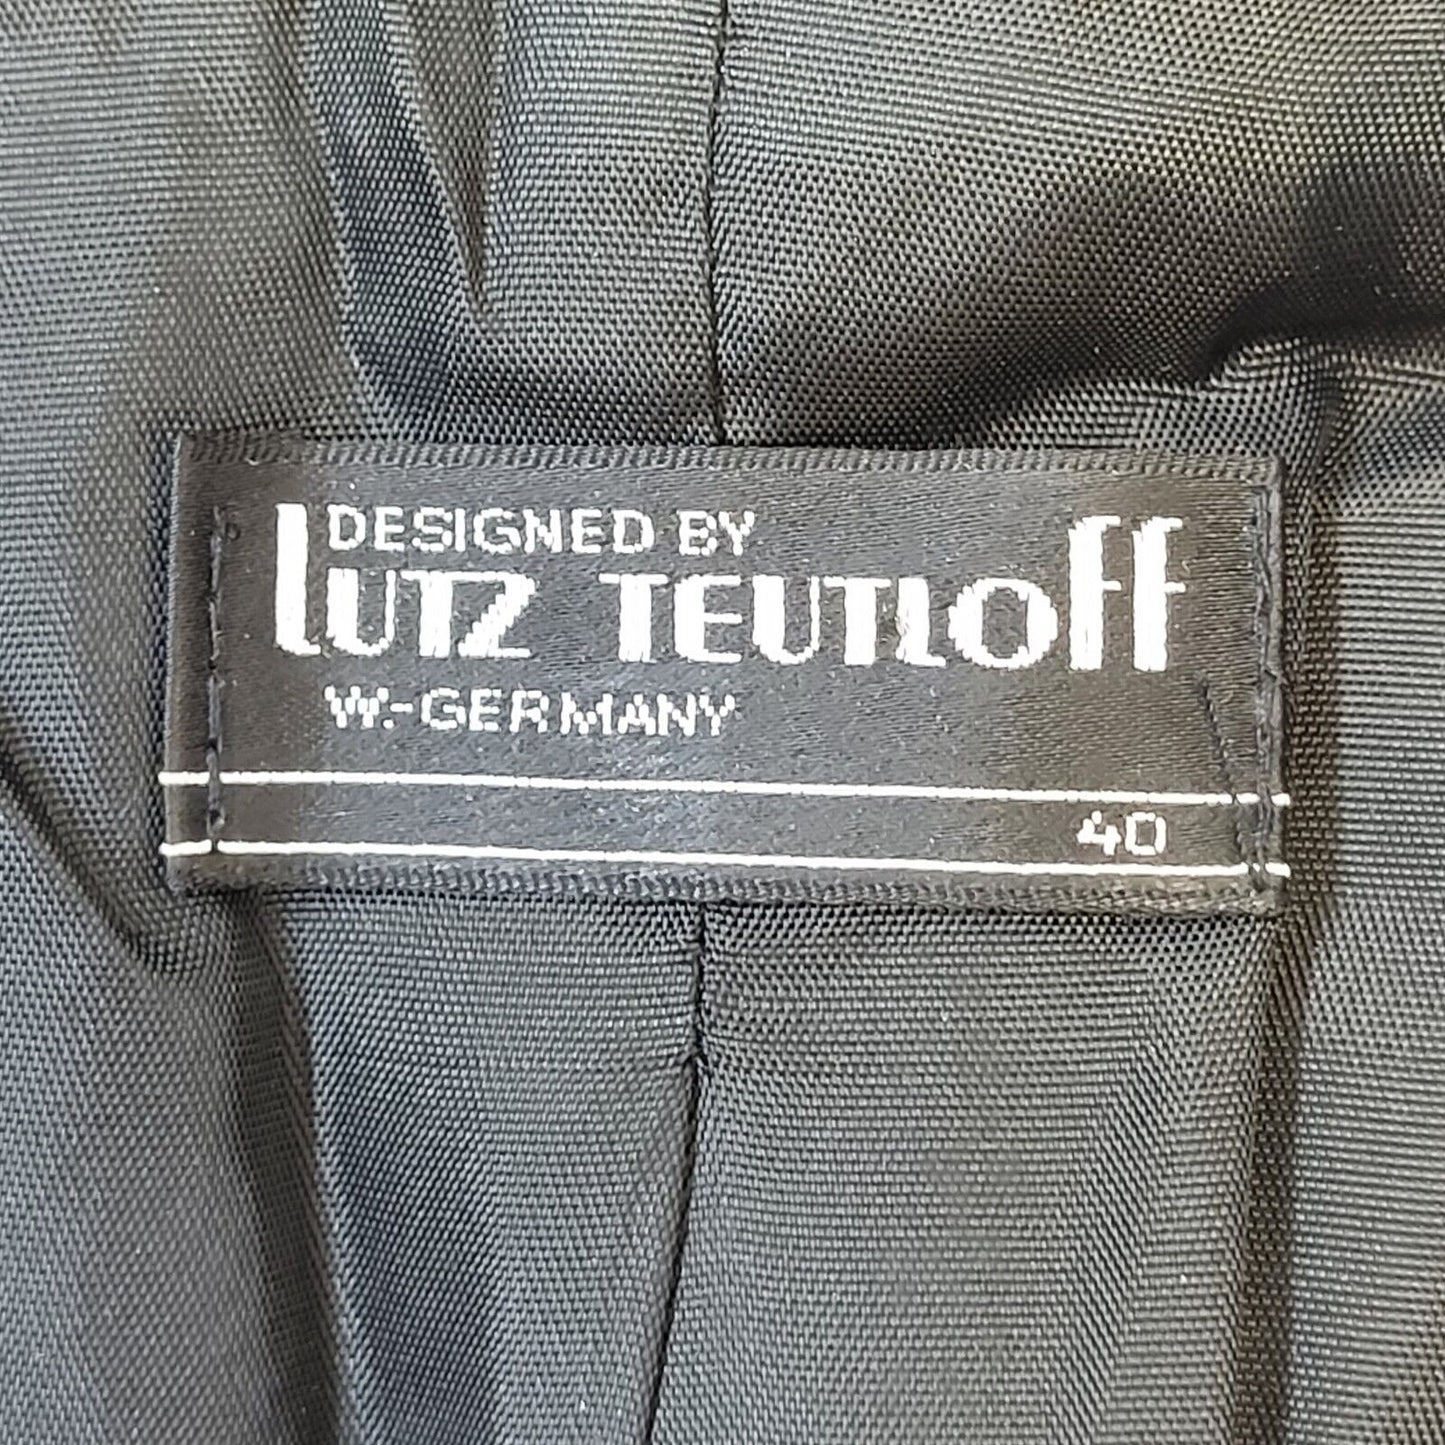 DESIGNED BY
LUTZ TEUTLOff
W.-GERMANY
40